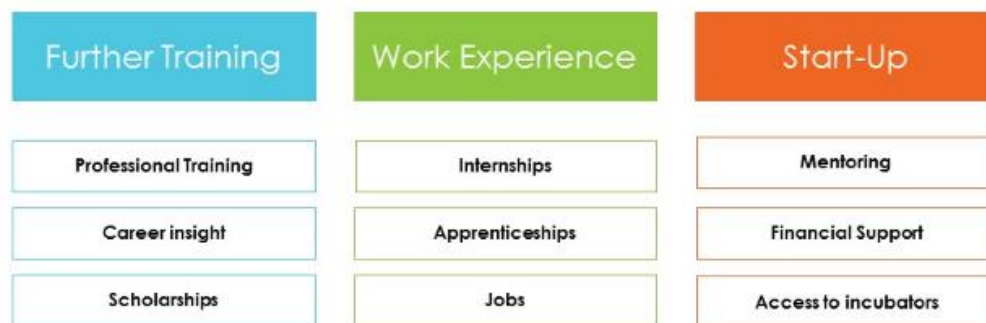 Further Training
Work Experience
Start-Up
Professional Training
Internships
Mentoring
Career insight
Apprenticeships
Financial Support
Scholarships
Jobs
Access to incubators